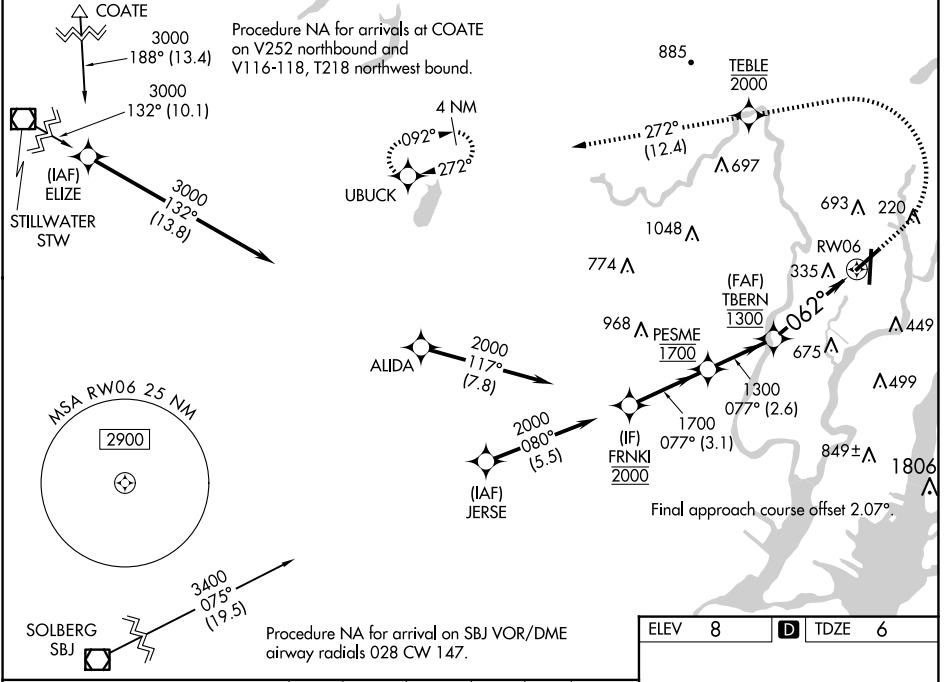 COATE
3000
188° (13.4)
Procedure NA for arrivals at COATE
on V252 northbound and
V116-118, T218 northwest bound.
3000
132° (10.1)
(IAF)
ELIZE
STILLWATER
STW
3000
132°
(13.8)
4 NM
092°
272°
UBUCK
885
TEBLE
2000
272°
(12.4)
697
693
220
1048
RW06
774
335
(FAF)
TBERN
1300
062°
968
PESME
1700
675
449
ALIDA
2000
117°
(7.8)
1300
077° (2.6)
499
1700
077° (3.1)
2000
080°
(5.5)
(IF)
FRNKI
2000
849±
1806
(IAF)
JERSE
Final approach course offset 2.07°.
MSA RW06 25 NM
2900
3400
075°
(19.5)
SOLBERG
SBJ
Procedure NA for arrival on SBJ VOR/DME
airway radials 028 CW 147.
ELEV 8 D TDZE 6